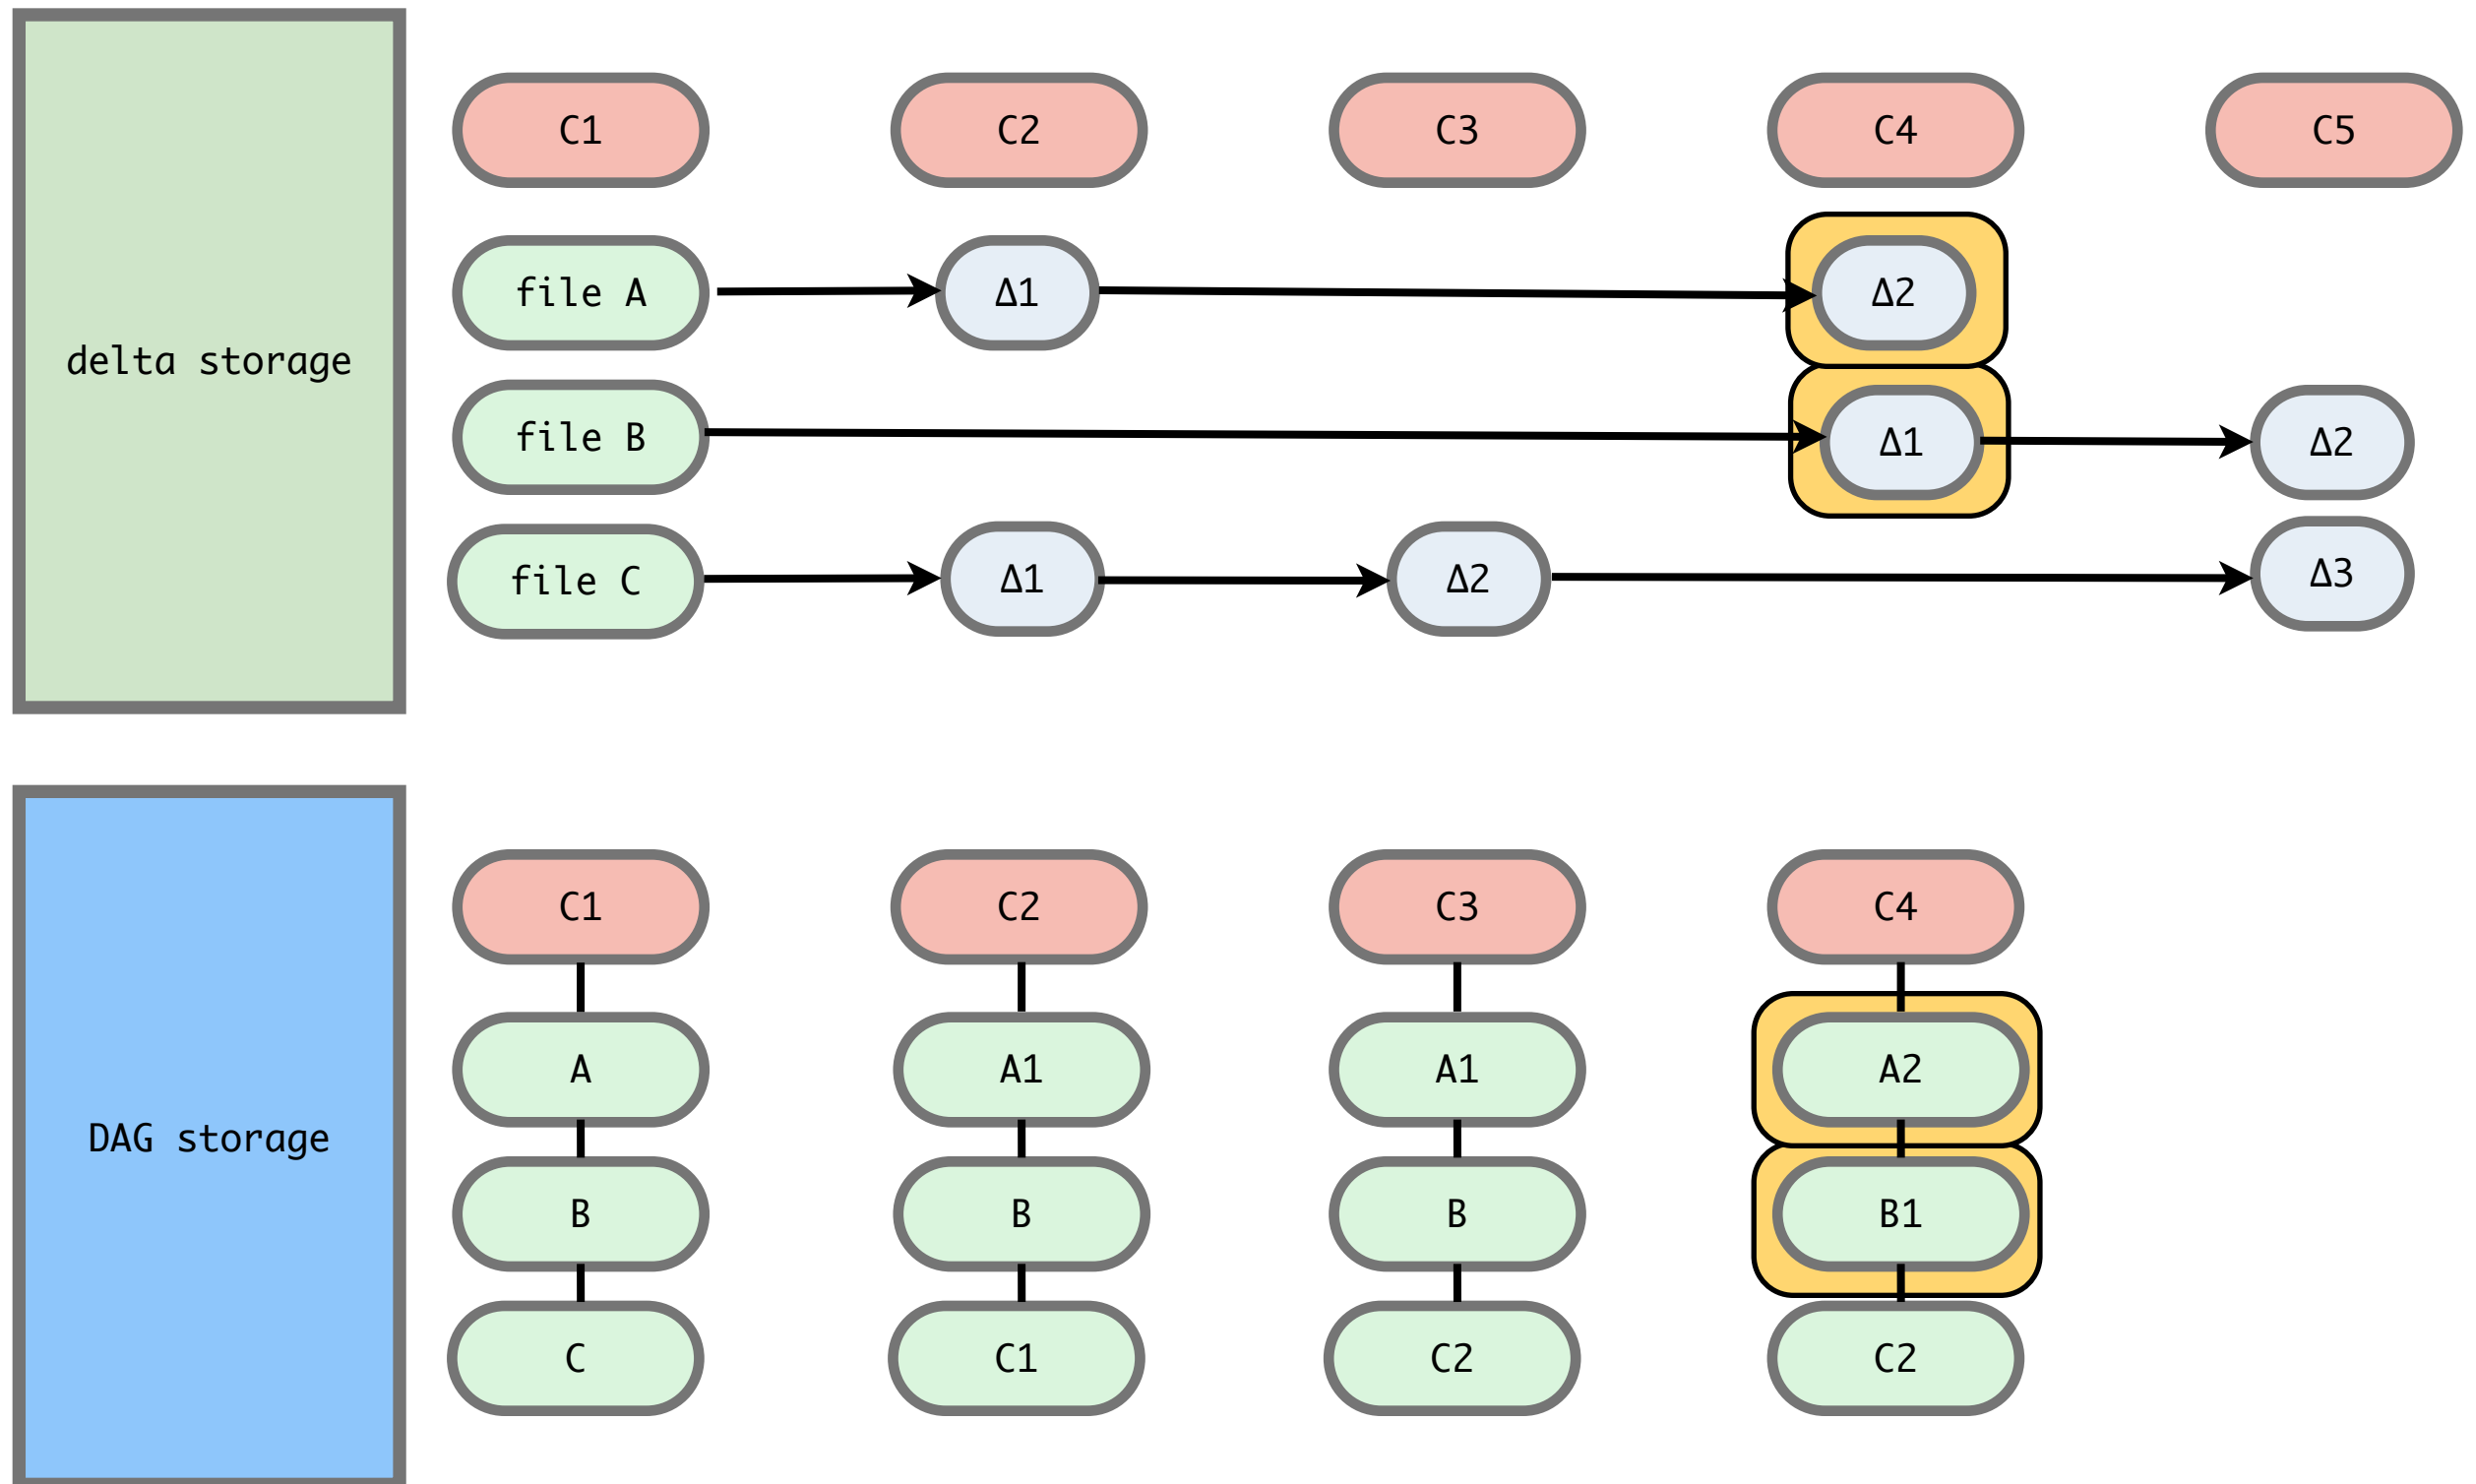 delta storage
C1 C2 C3 C4 C5
file A Δ1 Δ2
file B Δ1 Δ2
file C Δ1 Δ2 Δ3
DAG storage
C1 C2 C3 C4
A A1 A1 A2
B B B B1
C C1 C2 C2